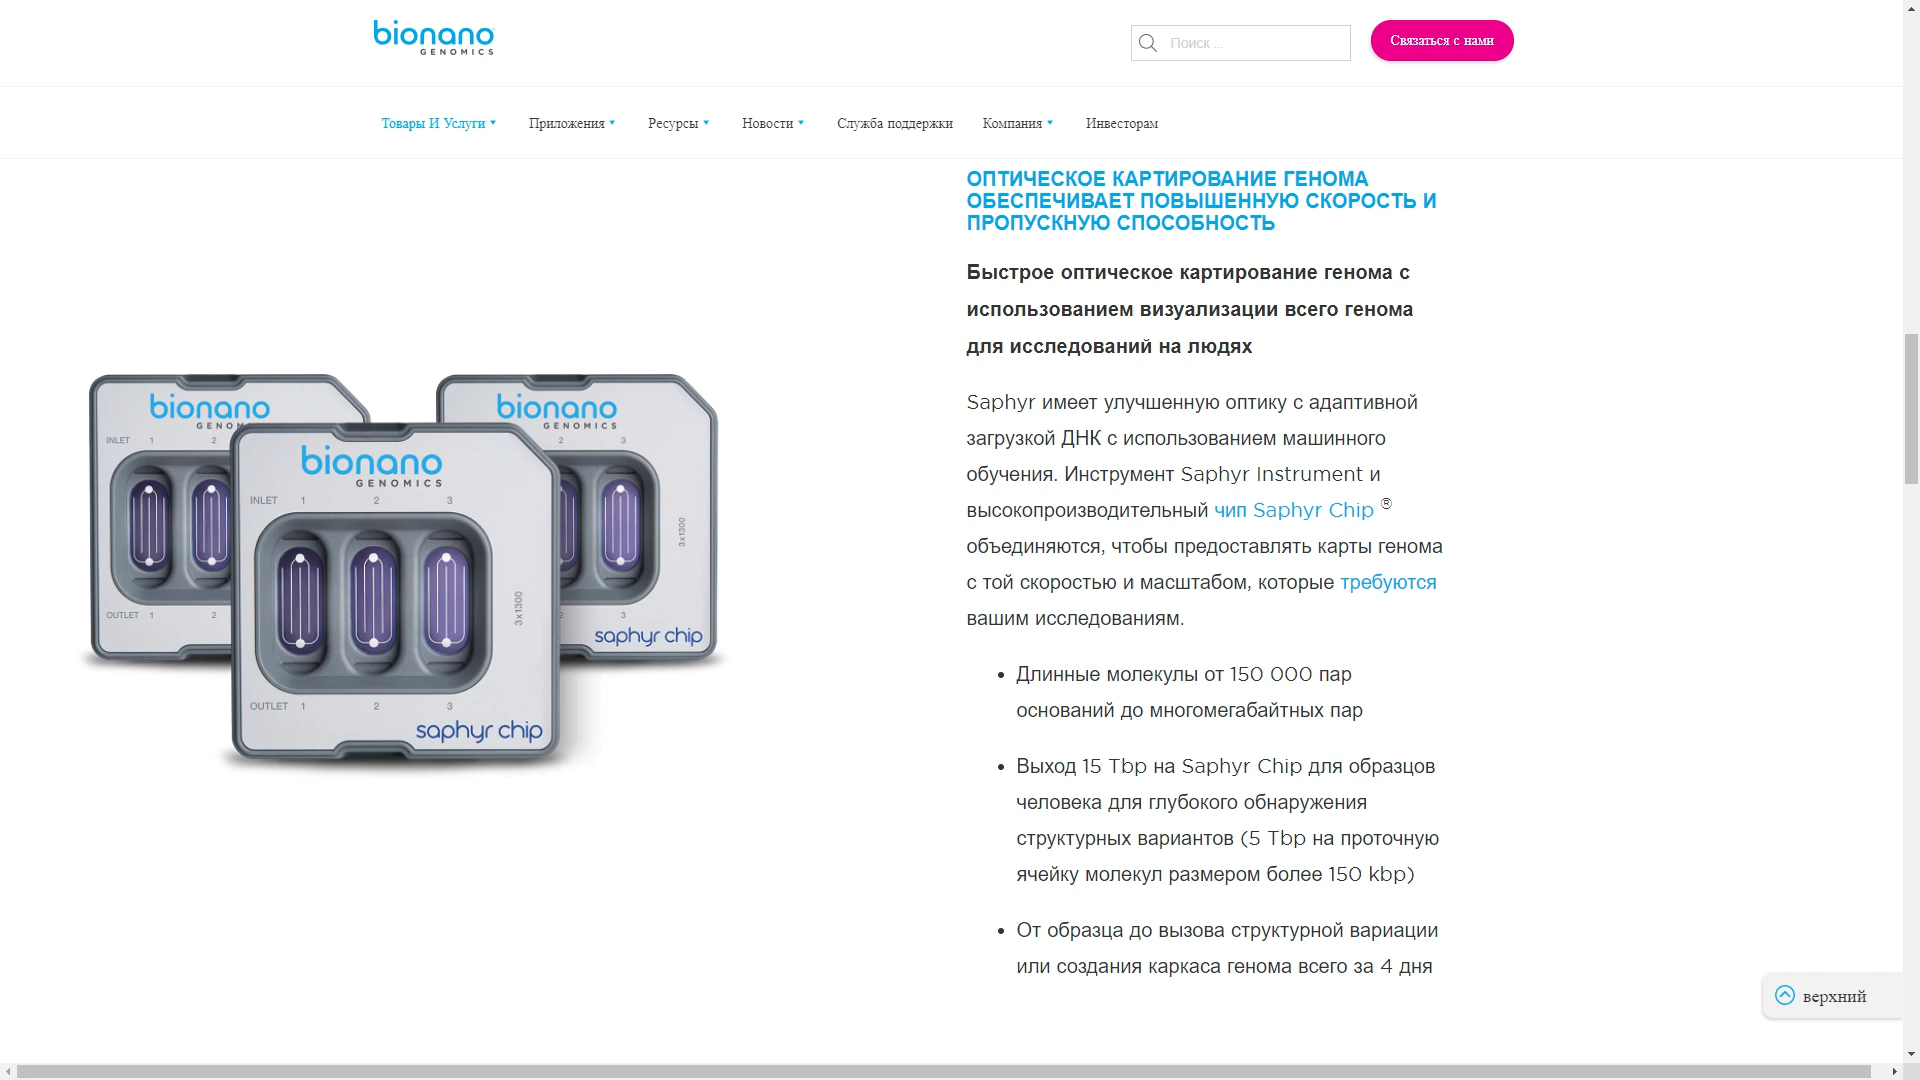 bionano
GENOMICS
Поиск ...
Связаться с нами
Товары И Услуги
Приложения
Ресурсы
Новости
Служба поддержки
Компания
Инвесторам
ОПТИЧЕСКОЕ КАРТИРОВАНИЕ ГЕНОМА
ОБЕСПЕЧИВАЕТ ПОВЫШЕННУЮ СКОРОСТЬ И
ПРОПУСКНУЮ СПОСОБНОСТЬ
Быстрое оптическое картирование генома с
использованием визуализации всего генома
для исследований на людях
Saphyr имеет улучшенную оптику с адаптивной
загрузкой ДНК с использованием машинного
обучения. Инструмент Saphyr Instrument и
высокопроизводительный чип Saphyr Chip ®
объединяются, чтобы предоставлять карты генома
с той скоростью и масштабом, которые требуются
вашим исследованиям.
• Длинные молекулы от 150 000 пар
оснований до многомегабайтных пар
• Выход 15 Tbp на Saphyr Chip для образцов
человека для глубокого обнаружения
структурных вариантов (5 Tbp на проточную
ячейку молекул размером более 150 kbp)
• От образца до вызова структурной вариации
или создания каркаса генома всего за 4 дня
bionano
GENOM
INLET 1 2
OUTLET 1 2
bionano
GENOMICS
2 3
3x1300
2 3
saphyr chip
bionano
GENOMICS
INLET 1 2 3
3x1300
OUTLET 1 2 3
saphyr chip
верхний